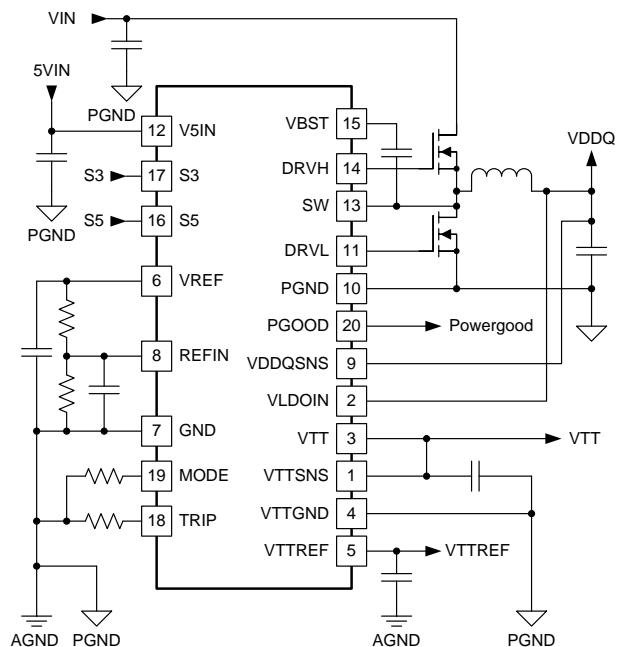 VIN
5VIN
PGND
12 V5IN
VBST 15
VDDQ
S3 17 S3
DRVH 14
S5 16 S5
SW 13
PGND
DRVL 11
6 VREF
PGND 10
PGOOD 20 Powergood
8 REFIN
VDDQSNS 9
VLDOIN 2
7 GND
VTT 3 VTT
19 MODE
VTTSNS 1
18 TRIP
VTTGND 4
VTTREF 5 VTTREF
AGND PGND
AGND
PGND